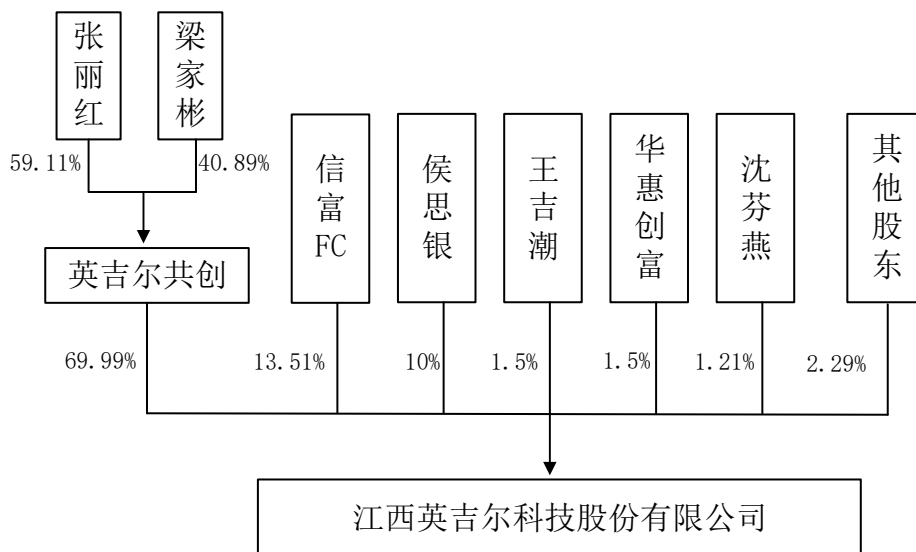 张丽红
梁家彬
59.11%
40.89%
英吉尔共创
信富FC
侯思银
王吉潮
华惠创富
沈芬燕
其他股东
69.99%
13.51%
10%
1.5%
1.5%
1.21%
2.29%
江西英吉尔科技股份有限公司